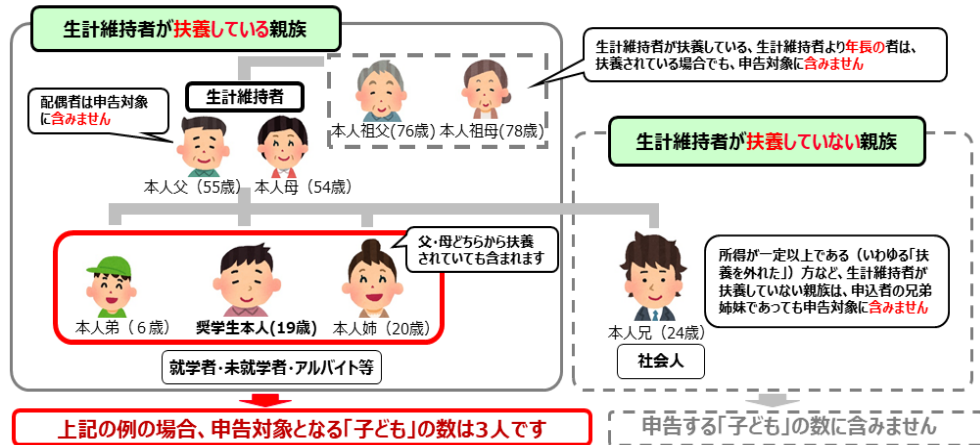 生計維持者が扶養している親族
生計維持者が扶養している、生計維持者より年長の者は、
扶養されている場合でも、申告対象に含みません
配偶者は申告対象
に含みません
生計維持者
本人祖父(76歳)
本人祖母(78歳)
生計維持者が扶養していない親族
本人父（55歳）
本人母（54歳）
父・母どちらから扶養
されていても含まれます
所得が一定以上である（いわゆる「扶
養を外れた」）方など、生計維持者が
扶養していない親族は、申込者の兄弟
姉妹であっても申告対象に含みません
本人弟（６歳）
奨学生本人(19歳)
本人姉（20歳）
本人兄（24歳）
社会人
就学者・未就学者・アルバイト等
上記の例の場合、申告対象となる「子ども」の数は３人です
申告する「子ども」の数に含みません